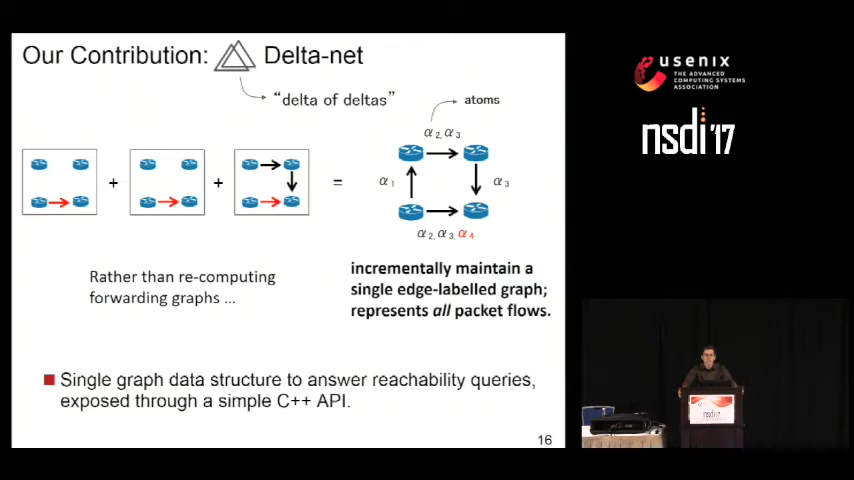 Our Contribution: Delta-net
"delta of deltas"
atoms
α2, α3
+ + =
α1
α3
α2, α3, α4
Rather than re-computing
forwarding graphs ...
incrementally maintain a
single edge-labelled graph;
represents all packet flows.
Single graph data structure to answer reachability queries,
exposed through a simple C++ API.
16
usenix
THE ADVANCED
COMPUTING SYSTEMS
ASSOCIATION
nsdi '17
nsdi'17